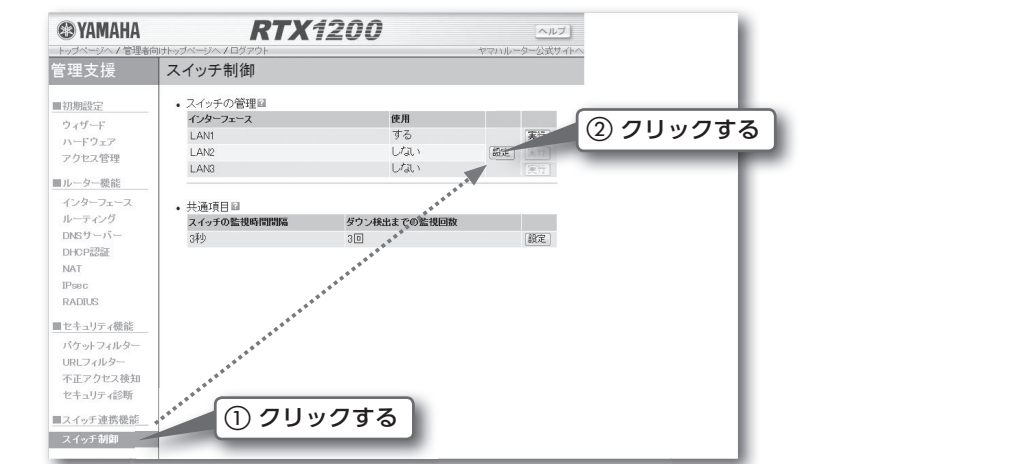 YAMAHA RTX1200 ヘルプ
トップページへ / 管理者向けトップページへ / ログアウト ヤマハルーター公式サイトへ
管理支援 スイッチ制御
■初期設定
ウィザード
ハードウェア
アクセス管理
■ルーター機能
インターフェース
ルーティング
DNSサーバー
DHCP認証
NAT
IPsec
RADIUS
■セキュリティ機能
パケットフィルター
URLフィルター
不正アクセス検知
セキュリティ診断
■スイッチ連携機能
スイッチ制御
• スイッチの管理?
インターフェース 使用
LAN1 する 実行
LAN2 しない 設定 実行
LAN3 しない 実行
• 共通項目?
スイッチの監視時間間隔 ダウン検出までの監視回数
3秒 3回 設定
② クリックする
① クリックする